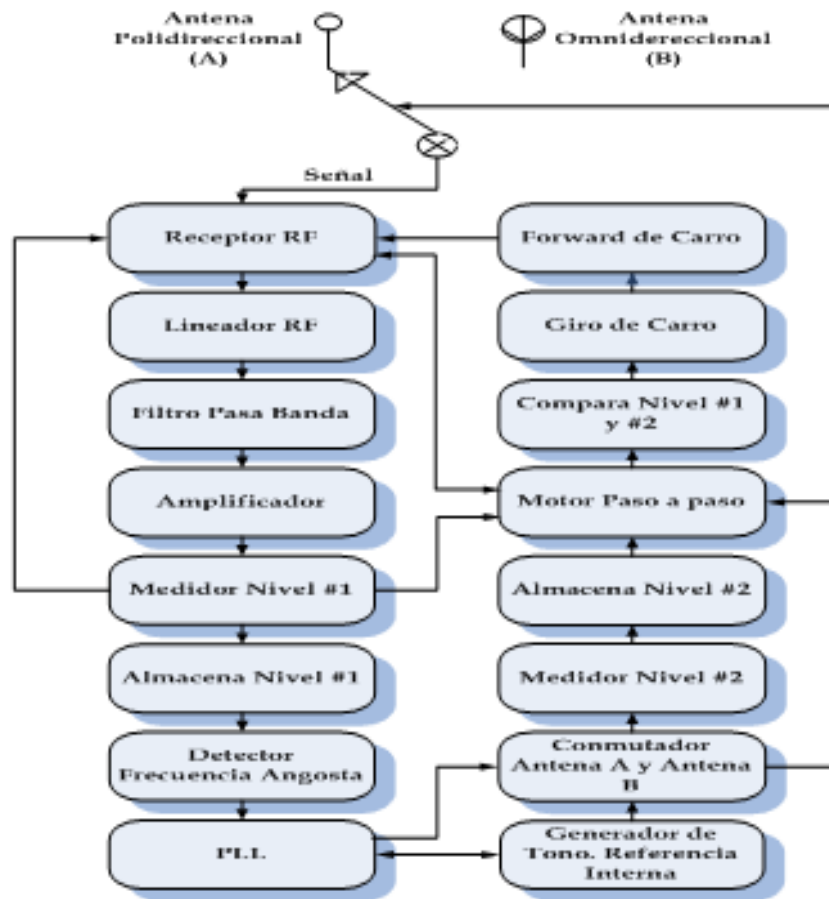 Antena
Polidireccional
(A)
Antena
Omnidereccional
(B)
Señal
Receptor RF
Lineador RF
Filtro Pasa Banda
Amplificador
Medidor Nivel #1
Almacena Nivel #1
Detector
Frecuencia Angosta
PLL
Forward de Carro
Giro de Carro
Compara Nivel #1
y #2
Motor Paso a paso
Almacena Nivel #2
Medidor Nivel #2
Conmutador
Antena A y Antena
B
Generador de
Tono. Referencia
Interna